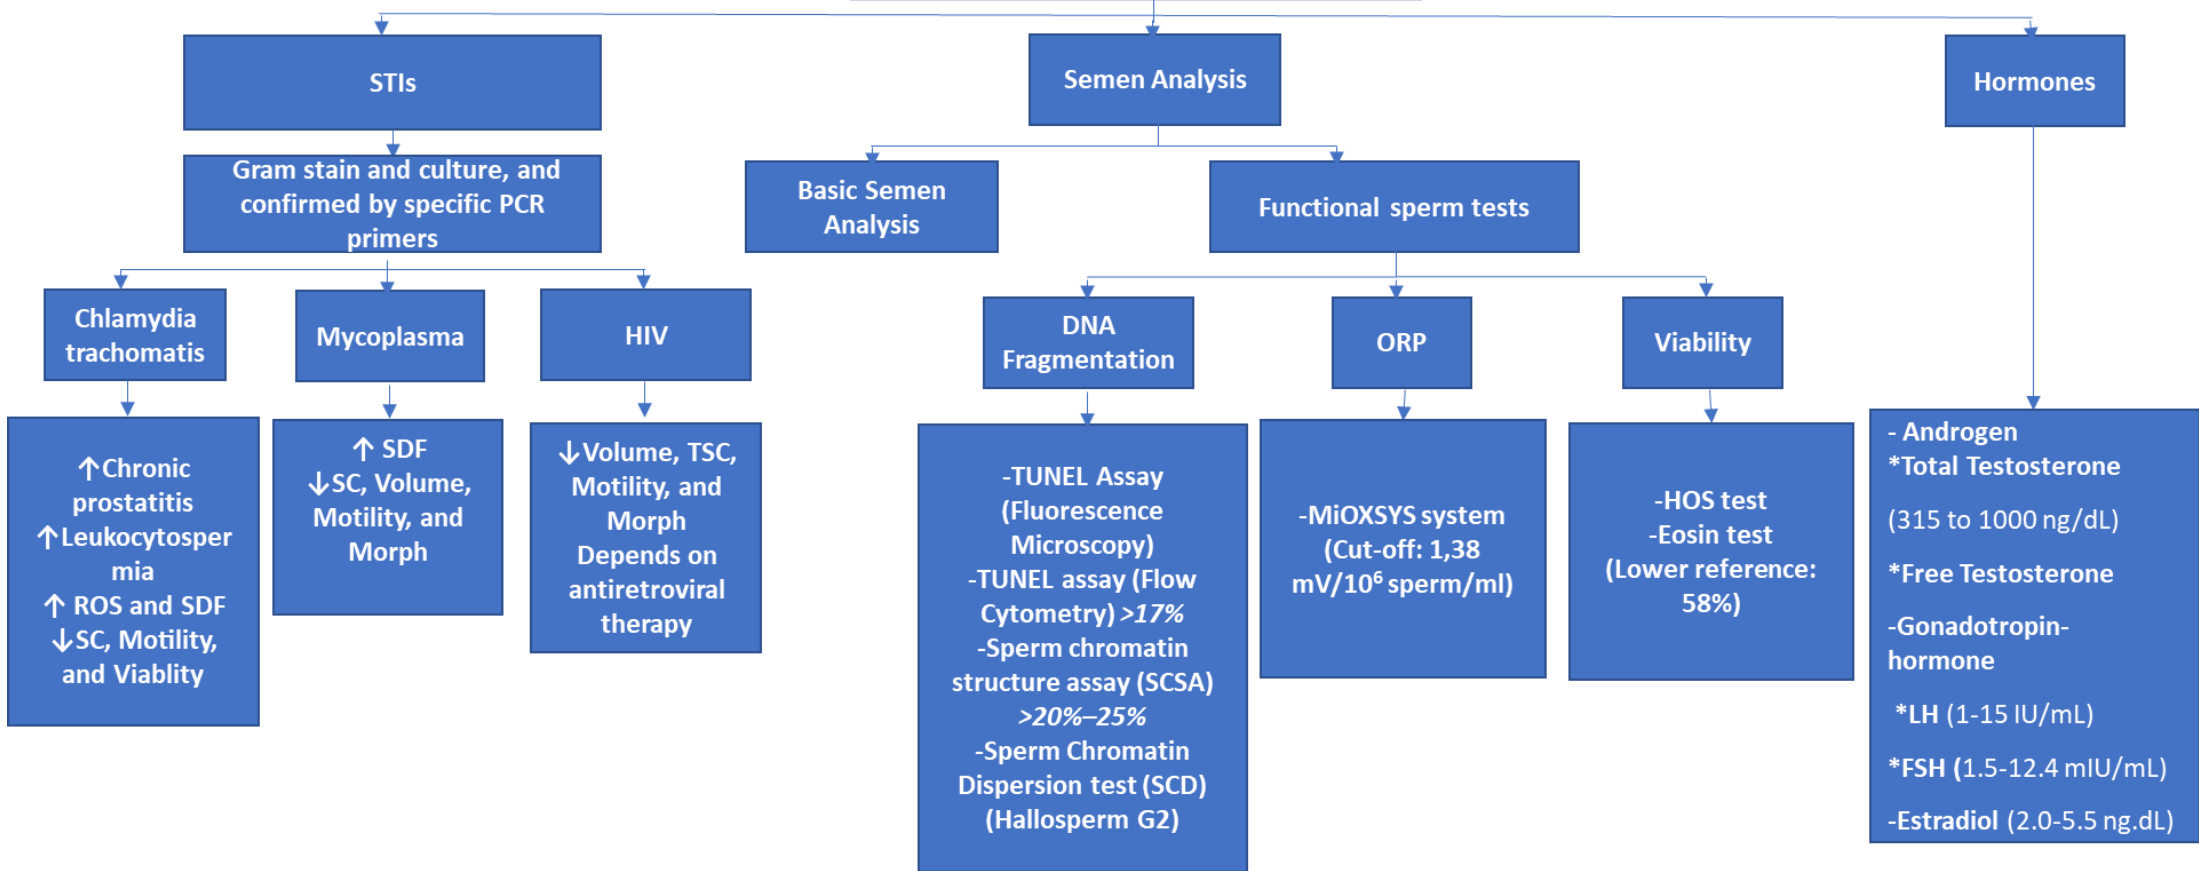 STIs
Semen Analysis
Hormones
Gram stain and culture, and
confirmed by specific PCR
primers
Basic Semen
Analysis
Functional sperm tests
Chlamydia
trachomatis
Mycoplasma
HIV
DNA
Fragmentation
ORP
Viability
↑Chronic
prostatitis
↑Leukocytosper
mia
↑ ROS and SDF
↓SC, Motility,
and Viablity
↑ SDF
↓SC, Volume,
Motility, and
Morph
↓Volume, TSC,
Motility, and
Morph
Depends on
antiretroviral
therapy
-TUNEL Assay
(Fluorescence
Microscopy)
-TUNEL assay (Flow
Cytometry) >17%
-Sperm chromatin
structure assay (SCSA)
>20%–25%
-Sperm Chromatin
Dispersion test (SCD)
(Hallosperm G2)
-MiOXSYS system
(Cut-off: 1,38
mV/10⁶ sperm/ml)
-HOS test
-Eosin test
(Lower reference:
58%)
- Androgen
*Total Testosterone
(315 to 1000 ng/dL)
*Free Testosterone
-Gonadotropin-
hormone
*LH (1-15 IU/mL)
*FSH (1.5-12.4 mIU/mL)
-Estradiol (2.0-5.5 ng.dL)